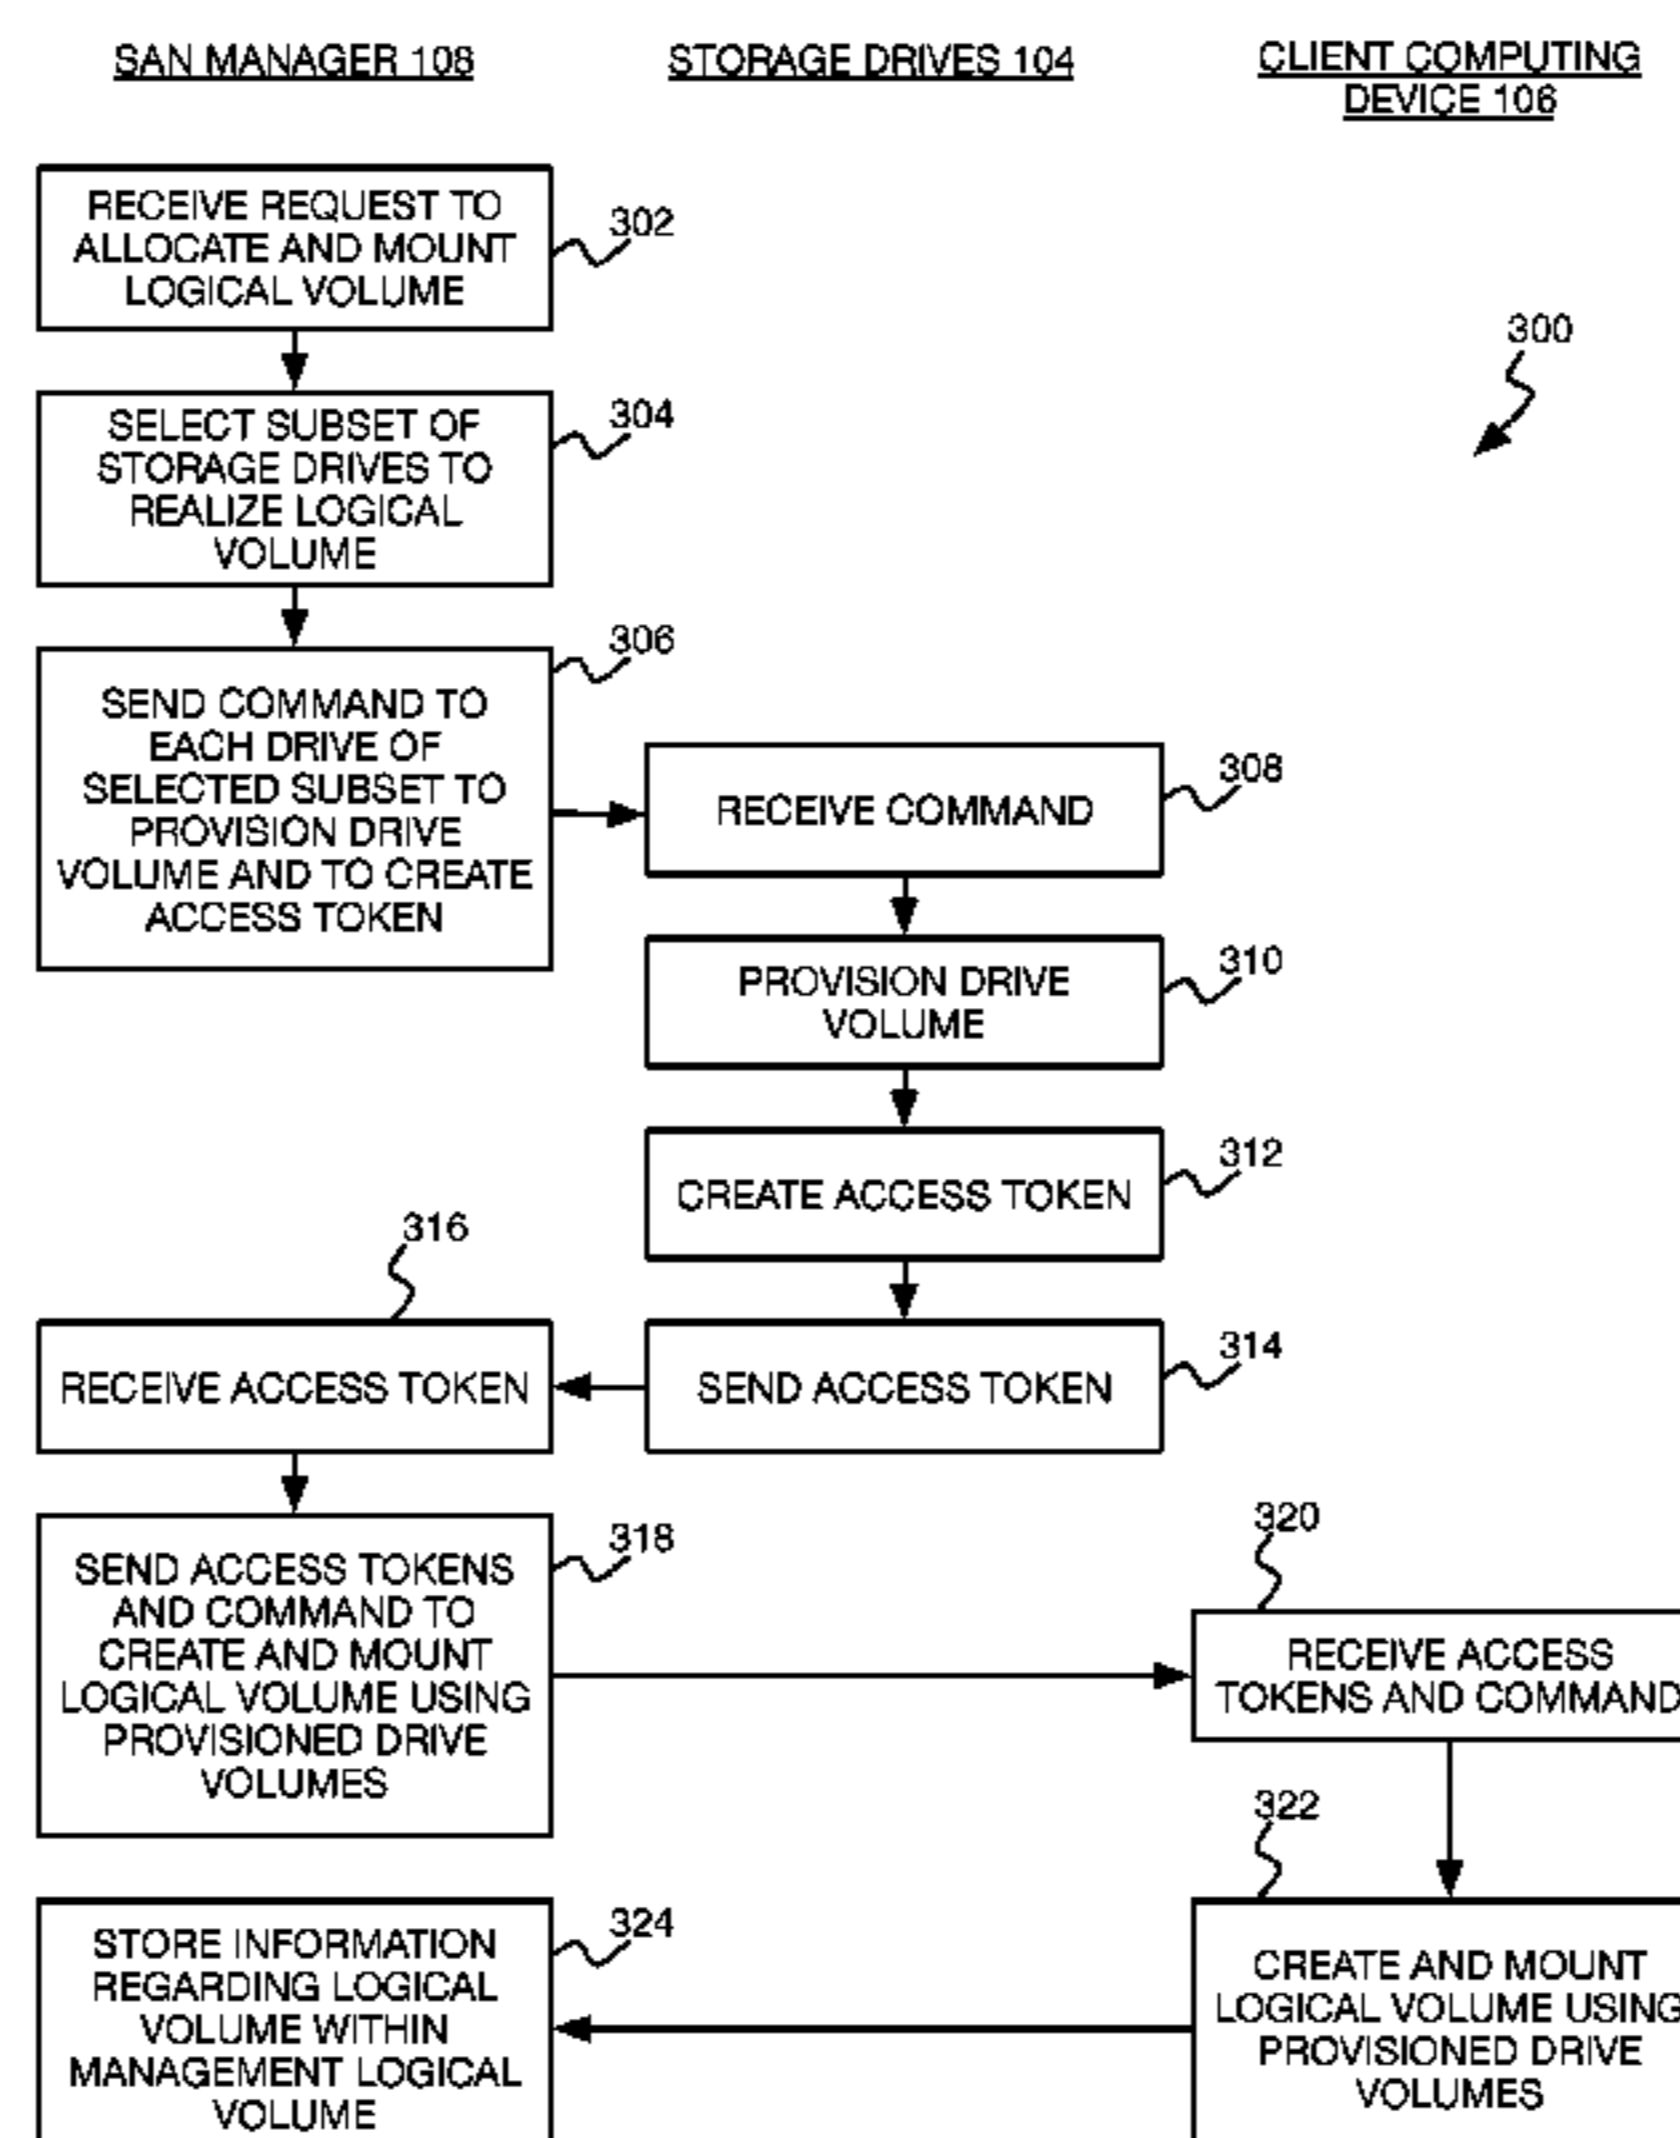 SAN MANAGER 108
STORAGE DRIVES 104
CLIENT COMPUTING
DEVICE 106
RECEIVE REQUEST TO
ALLOCATE AND MOUNT
LOGICAL VOLUME
302
300
SELECT SUBSET OF
STORAGE DRIVES TO
REALIZE LOGICAL
VOLUME
304
SEND COMMAND TO
EACH DRIVE OF
SELECTED SUBSET TO
PROVISION DRIVE
VOLUME AND TO CREATE
ACCESS TOKEN
306
RECEIVE COMMAND
308
PROVISION DRIVE
VOLUME
310
CREATE ACCESS TOKEN
312
316
RECEIVE ACCESS TOKEN
SEND ACCESS TOKEN
314
SEND ACCESS TOKENS
AND COMMAND TO
CREATE AND MOUNT
LOGICAL VOLUME USING
PROVISIONED DRIVE
VOLUMES
318
320
RECEIVE ACCESS
TOKENS AND COMMAND
322
STORE INFORMATION
REGARDING LOGICAL
VOLUME WITHIN
MANAGEMENT LOGICAL
VOLUME
324
CREATE AND MOUNT
LOGICAL VOLUME USING
PROVISIONED DRIVE
VOLUMES